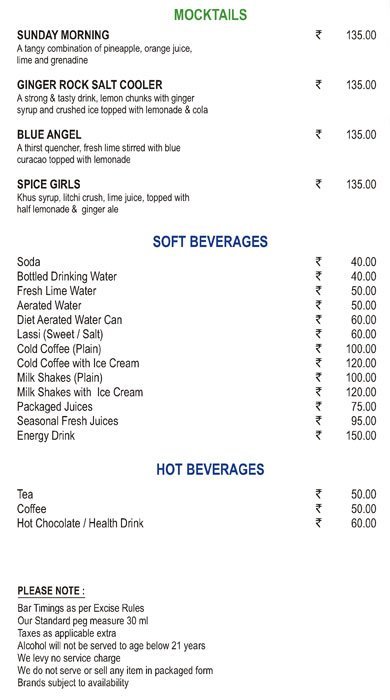 MOCKTAILS
SUNDAY MORNING ₹ 135.00
A tangy combination of pineapple, orange juice,
lime and grenadine
GINGER ROCK SALT COOLER ₹ 135.00
A strong & tasty drink, lemon chunks with ginger
syrup and crushed ice topped with lemonade & cola
BLUE ANGEL ₹ 135.00
A thirst quencher, fresh lime stirred with blue
curacao topped with lemonade
SPICE GIRLS ₹ 135.00
Khus syrup, litchi crush, lime juice, topped with
half lemonade & ginger ale
SOFT BEVERAGES
Soda ₹ 40.00
Bottled Drinking Water ₹ 40.00
Fresh Lime Water ₹ 50.00
Aerated Water ₹ 50.00
Diet Aerated Water Can ₹ 60.00
Lassi (Sweet / Salt) ₹ 60.00
Cold Coffee (Plain) ₹ 100.00
Cold Coffee with Ice Cream ₹ 120.00
Milk Shakes (Plain) ₹ 100.00
Milk Shakes with Ice Cream ₹ 120.00
Packaged Juices ₹ 75.00
Seasonal Fresh Juices ₹ 95.00
Energy Drink ₹ 150.00
HOT BEVERAGES
Tea ₹ 50.00
Coffee ₹ 50.00
Hot Chocolate / Health Drink ₹ 60.00
PLEASE NOTE :
Bar Timings as per Excise Rules
Our Standard peg measure 30 ml
Taxes as applicable extra
Alcohol will not be served to age below 21 years
We levy no service charge
We do not serve or sell any item in packaged form
Brands subject to availability